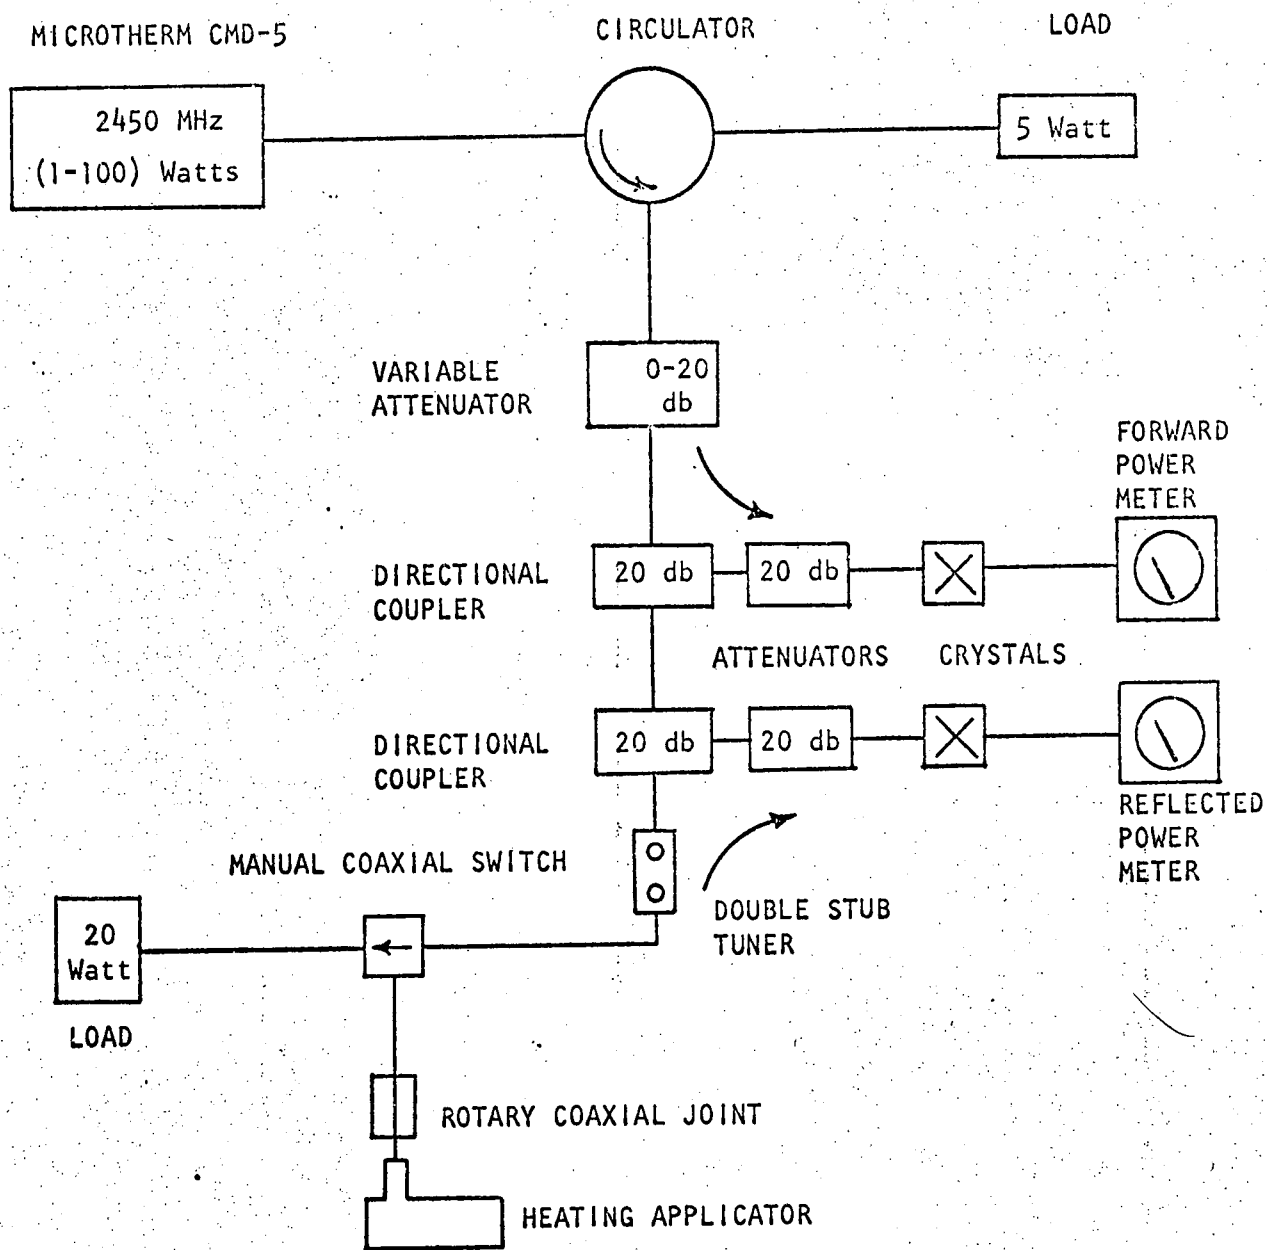 MICROTHERM CMD-5
CIRCULATOR
LOAD
2450 MHz
(1-100) Watts
5 Watt
VARIABLE
ATTENUATOR
0-20
db
FORWARD
POWER
METER
DIRECTIONAL
COUPLER
20 db
20 db
ATTENUATORS
CRYSTALS
DIRECTIONAL
COUPLER
20 db
20 db
REFLECTED
POWER
METER
MANUAL COAXIAL SWITCH
DOUBLE STUB
TUNER
20
Watt
LOAD
ROTARY COAXIAL JOINT
HEATING APPLICATOR